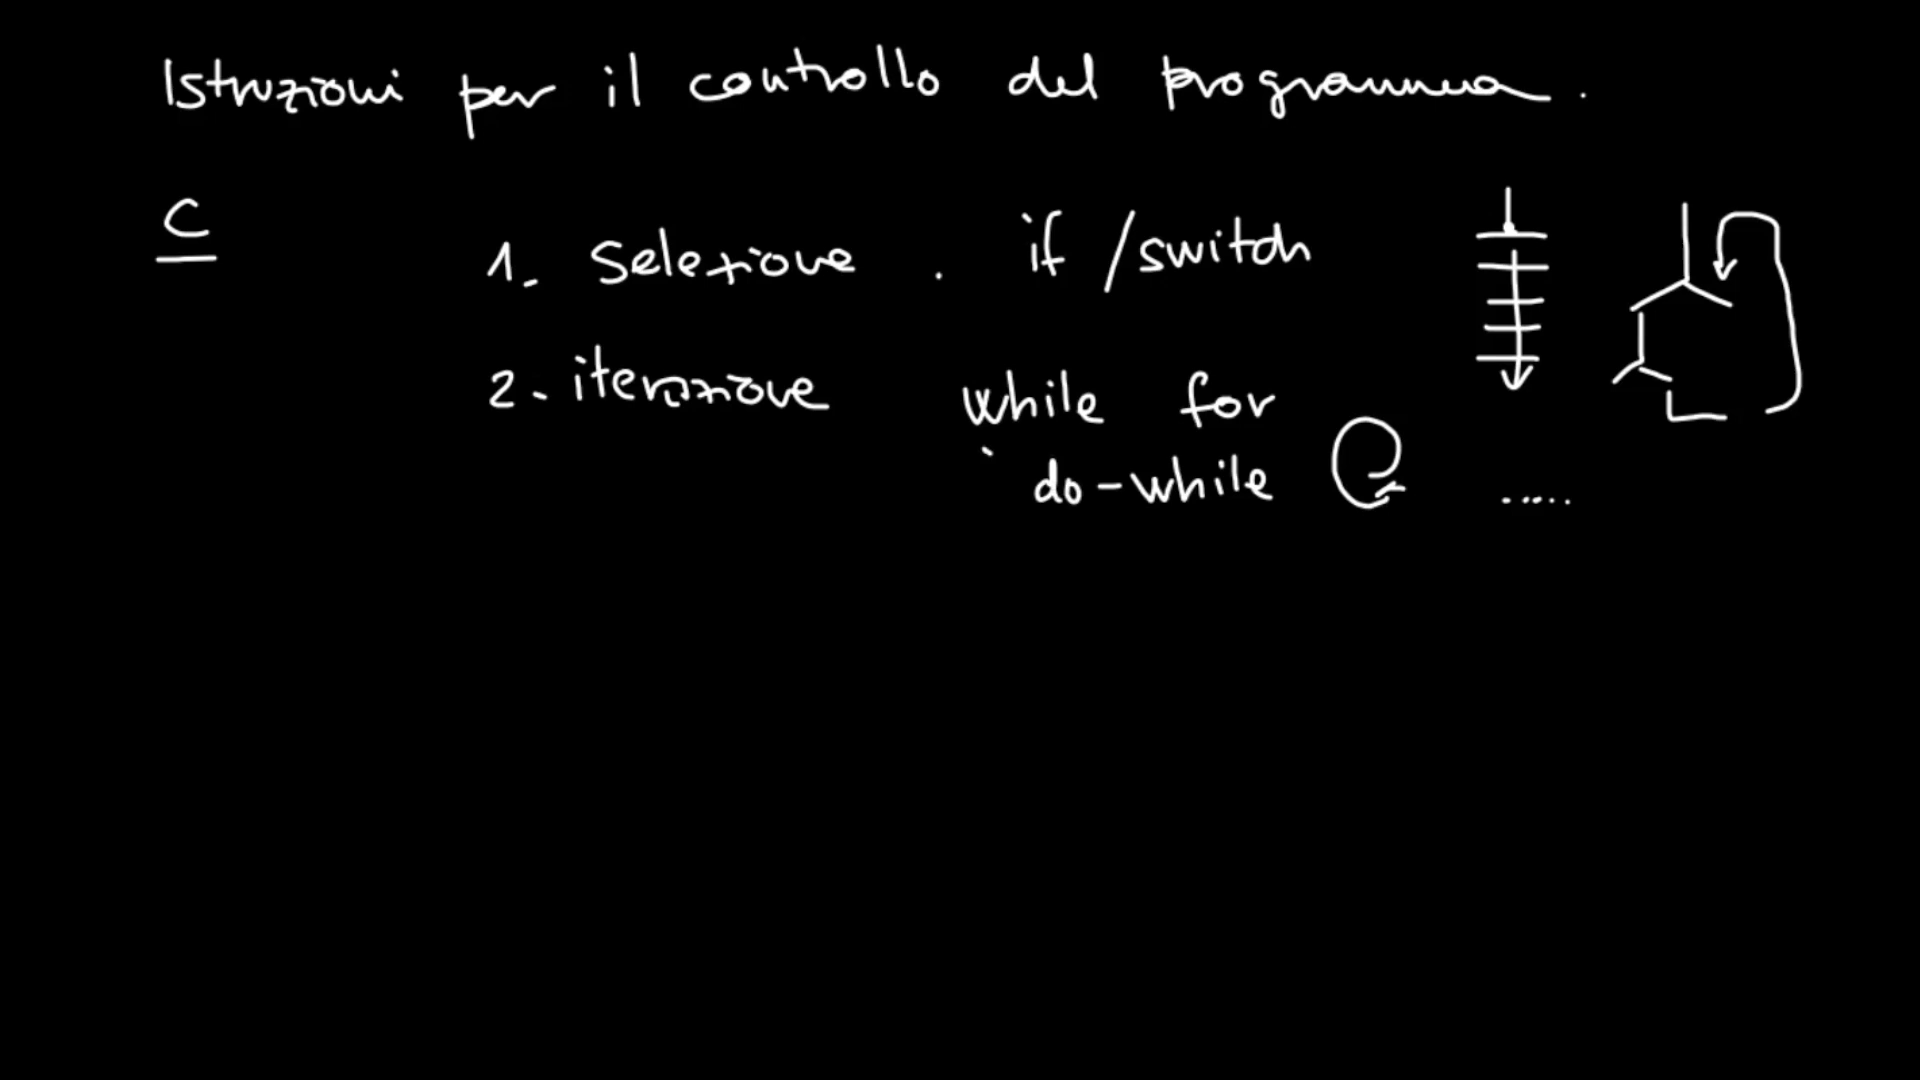 Istruzioni per il controllo del programma.
C
1. Selezione . if / switch
2. iterazione while for
do-while .....